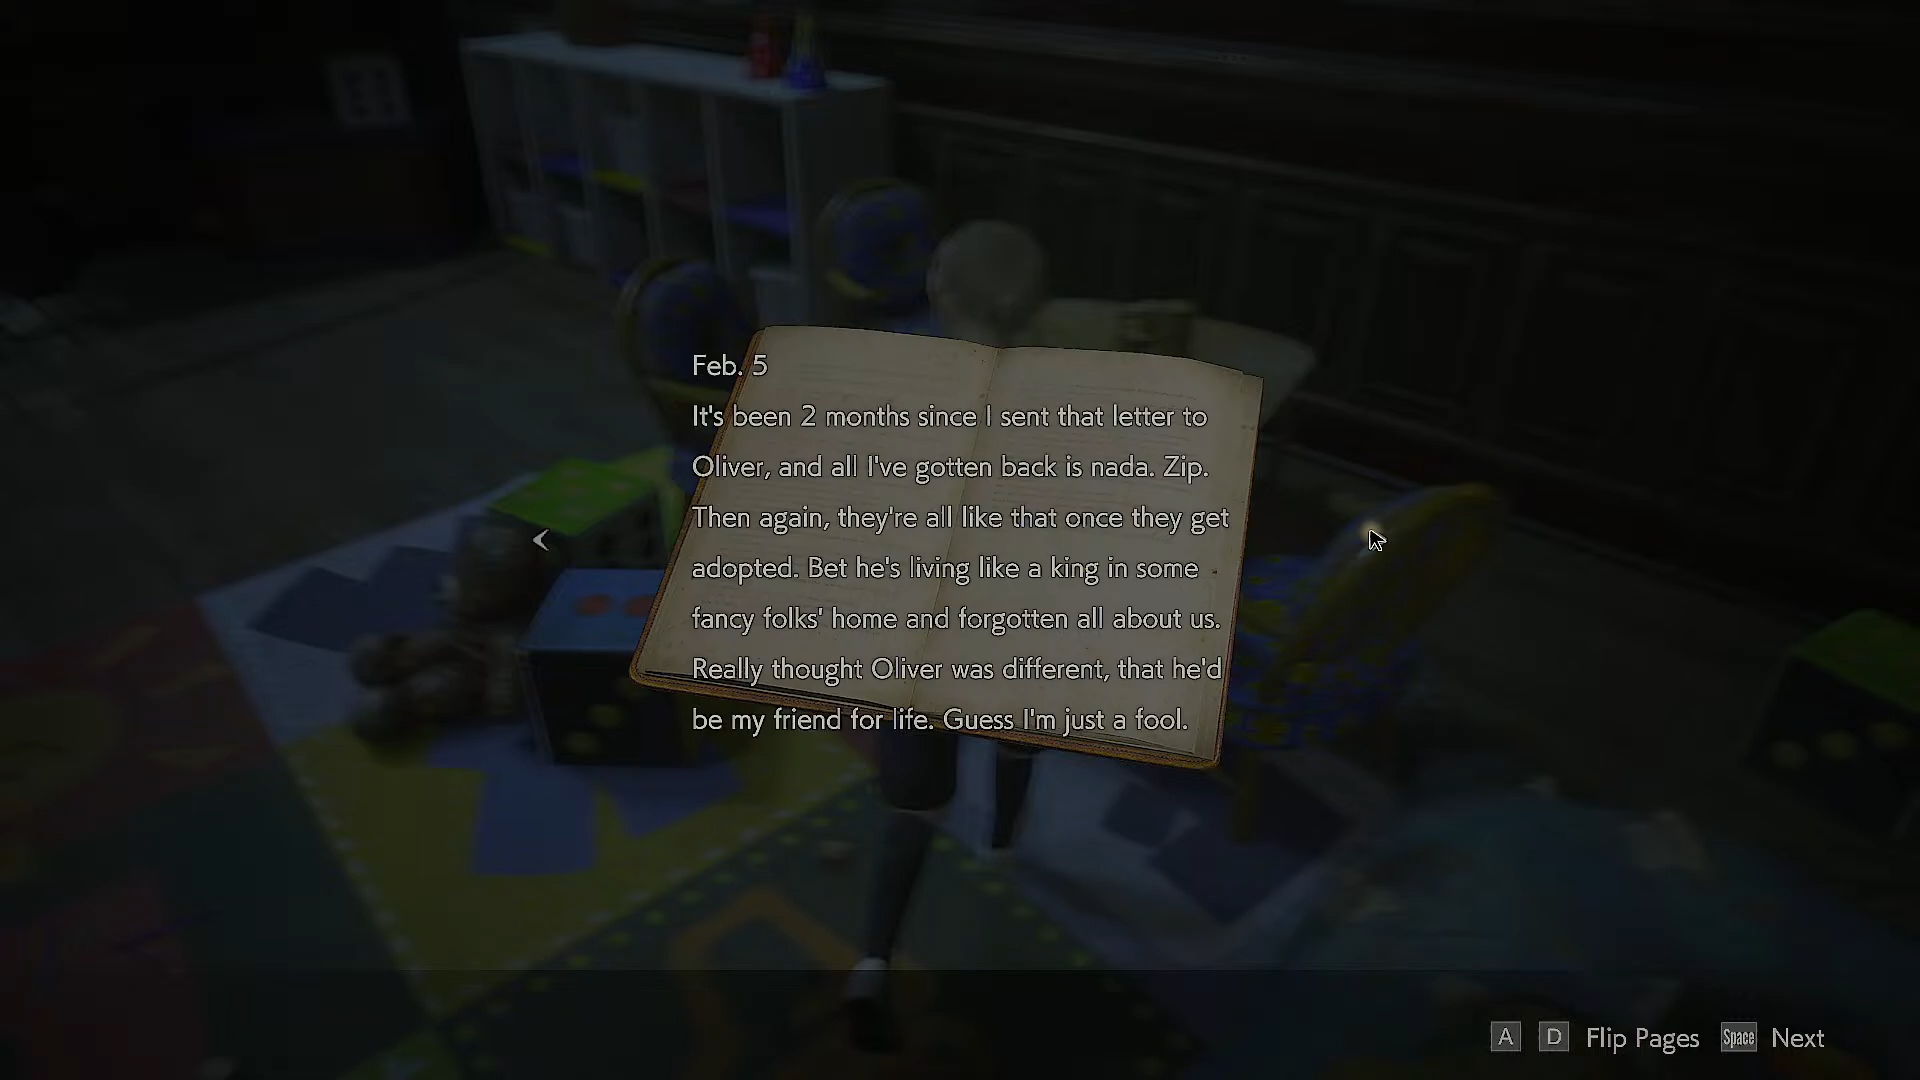 Feb. 5
It's been 2 months since I sent that letter to
Oliver, and all I've gotten back is nada. Zip.
Then again, they're all like that once they get
adopted. Bet he's living like a king in some
fancy folks' home and forgotten all about us.
Really thought Oliver was different, that he'd
be my friend for life. Guess I'm just a fool.
A D Flip Pages Space Next